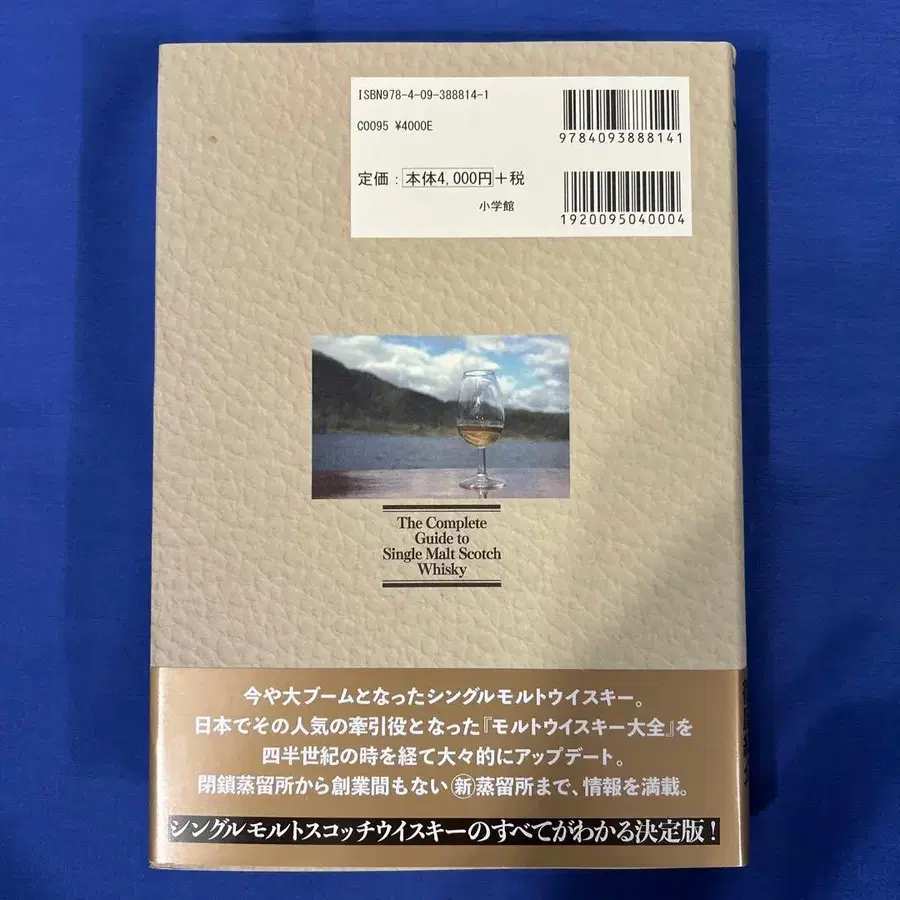 ISBN978-4-09-388814-1
C0095 ¥4000E
9784093888141
定価：本体4,000円＋税
小学館
1920095040004
The Complete
Guide to
Single Malt Scotch
Whisky
今や大ブームとなったシングルモルトウイスキー。
日本でその人気の牽引役となった『モルトウイスキー大全』を
四半世紀の時を経て大々的にアップデート。
閉鎖蒸留所から創業間もない新蒸留所まで、情報を満載。
シングルモルトスコッチウイスキーのすべてがわかる決定版！